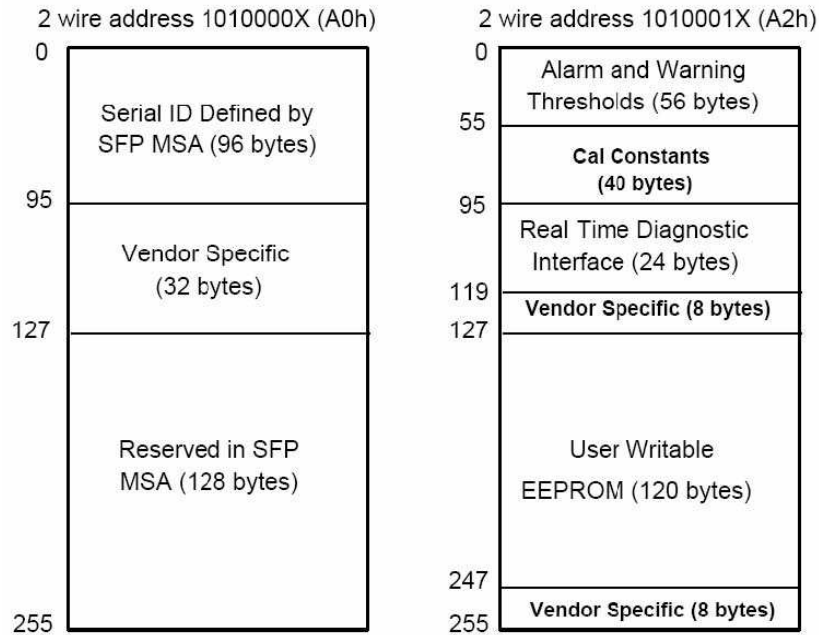 2 wire address 1010000X (A0h)
0
Serial ID Defined by
SFP MSA (96 bytes)
95
Vendor Specific
(32 bytes)
127
Reserved in SFP
MSA (128 bytes)
255
2 wire address 1010001X (A2h)
0
Alarm and Warning
Thresholds (56 bytes)
55
Cal Constants
(40 bytes)
95
Real Time Diagnostic
Interface (24 bytes)
119
Vendor Specific (8 bytes)
127
User Writable
EEPROM (120 bytes)
247
Vendor Specific (8 bytes)
255